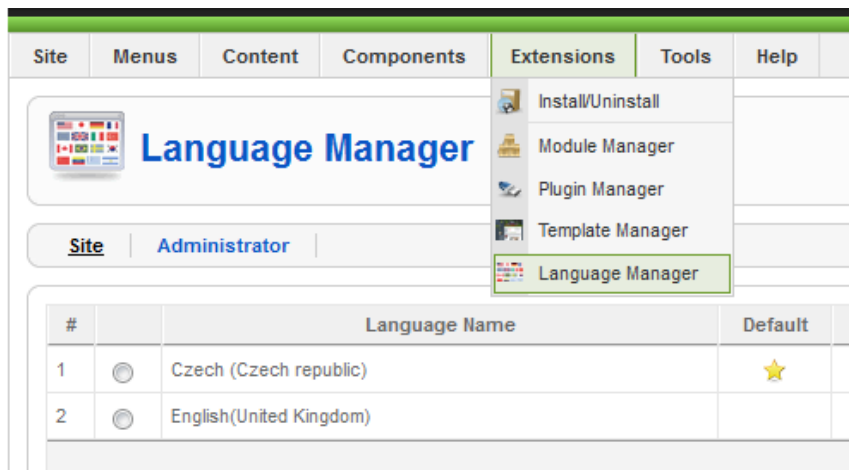 Site Menus Content Components Extensions Tools Help
Install/Uninstall
Language Manager
Module Manager
Plugin Manager
Template Manager
Language Manager
Site Administrator
# Language Name Default
1 Czech (Czech republic)
2 English(United Kingdom)